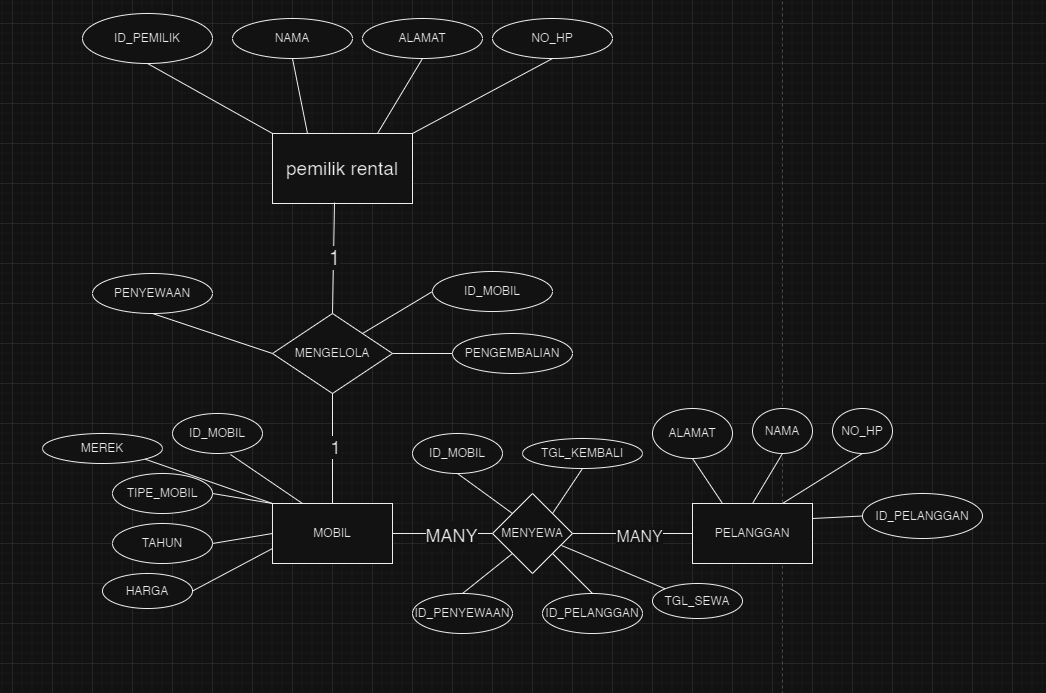 ID_PEMILIK
NAMA
ALAMAT
NO_HP
pemilik rental
1
PENYEWAAN
ID_MOBIL
MENGELOLA
PENGEMBALIAN
1
MEREK
ID_MOBIL
TIPE_MOBIL
TAHUN
HARGA
MOBIL
MANY
ID_MOBIL
TGL_KEMBALI
MENYEWA
ID_PENYEWAAN
ID_PELANGGAN
TGL_SEWA
MANY
ALAMAT
NAMA
NO_HP
PELANGGAN
ID_PELANGGAN